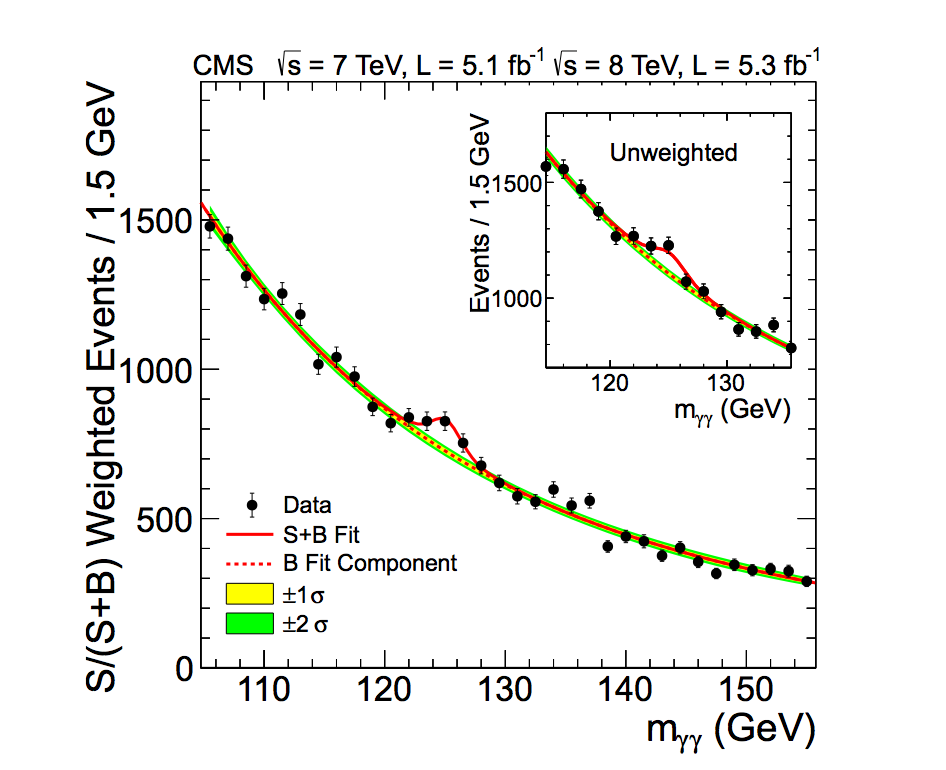 CMS √s = 7 TeV, L = 5.1 fb⁻¹ √s = 8 TeV, L = 5.3 fb⁻¹
S/(S+B) Weighted Events / 1.5 GeV
1500
1000
500
0
110 120 130 140 150
mγγ (GeV)
Data
S+B Fit
B Fit Component
±1σ
±2 σ
Unweighted
Events / 1.5 GeV
1500
1000
120 130
mγγ (GeV)